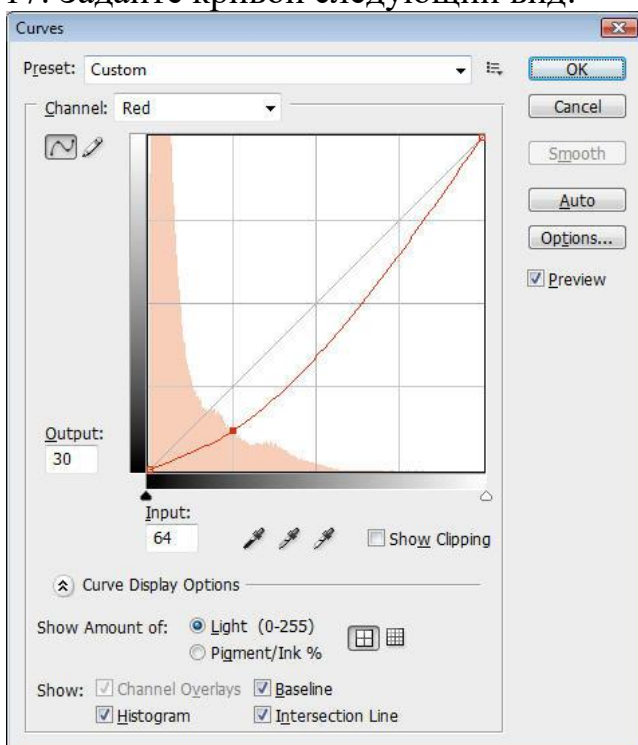 17. Задайте кривой следующий вид:
Curves
Preset: Custom
OK
Channel: Red
Cancel
Smooth
Auto
Options...
Preview
Output:
30
Input:
64
Show Clipping
Curve Display Options
Show Amount of: Light (0-255)
Pigment/Ink %
Show: Channel Overlays Baseline
Histogram Intersection Line